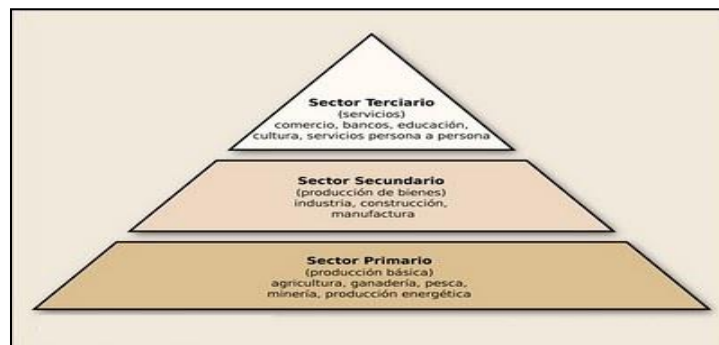 Sector Terciario
(servicios)
comercio, bancos, educación,
cultura, servicios persona a persona
Sector Secundario
(producción de bienes)
industria, construcción,
manufactura
Sector Primario
(producción básica)
agricultura, ganadería, pesca,
minería, producción energética